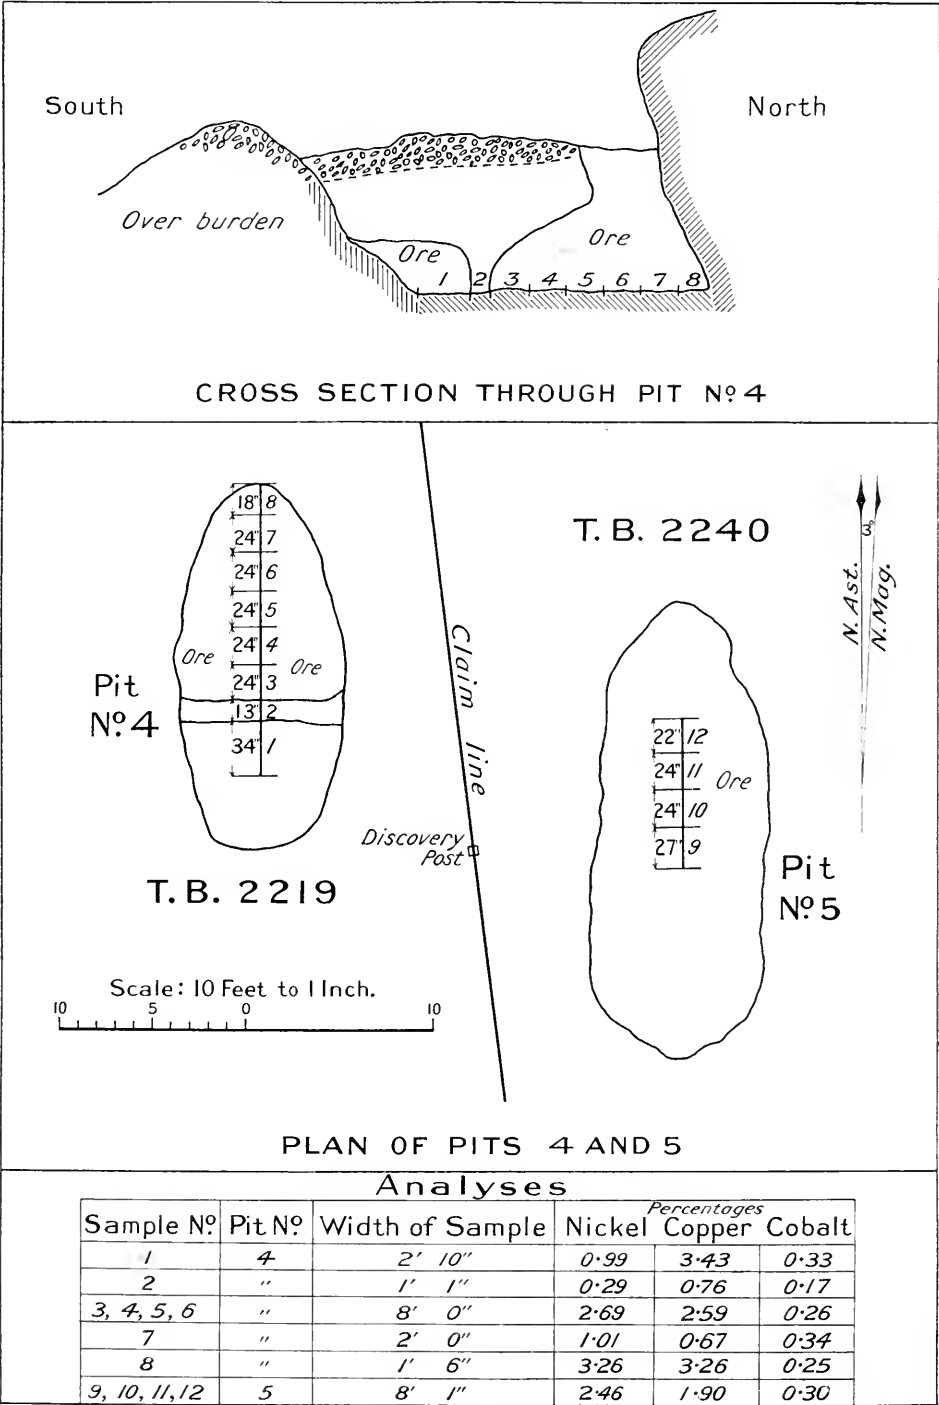 South
North
Over burden
Ore
Ore
1 2 3 4 5 6 7 8
CROSS SECTION THROUGH PIT Nº 4
T.B. 2240
18" 8
24" 7
24" 6
24" 5
24" 4
24" 3
13" 2
34" 1
Ore
Ore
Pit
Nº 4
T.B. 2219
Claim line
Discovery
Post
22" 12
24" 11
24" 10
27" 9
Ore
Pit
Nº 5
3°
N. Ast.
N. Mag.
Scale: 10 Feet to 1 Inch.
10 5 0 10
PLAN OF PITS 4 AND 5
Analyses
Percentages
Sample Nº Pit Nº Width of Sample Nickel Copper Cobalt
1 4 2' 10" 0·99 3·43 0·33
2 " 1' 1" 0·29 0·76 0·17
3, 4, 5, 6 " 8' 0" 2·69 2·59 0·26
7 " 2' 0" 1·01 0·67 0·34
8 " 1' 6" 3·26 3·26 0·25
9, 10, 11, 12 5 8' 1" 2·46 1·90 0·30